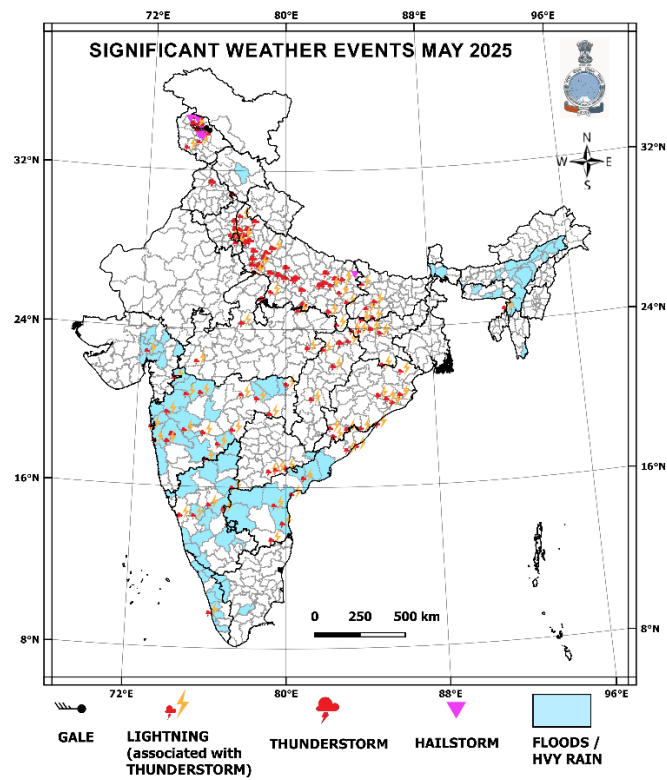 72°E 80°E 88°E 96°E
SIGNIFICANT WEATHER EVENTS MAY 2025
N
W E
S
32°N 32°N
24°N 24°N
16°N 16°N
0 250 500 km
8°N 8°N
72°E 80°E 88°E 96°E
GALE
LIGHTNING
(associated with
THUNDERSTORM)
THUNDERSTORM
HAILSTORM
FLOODS /
HVY RAIN